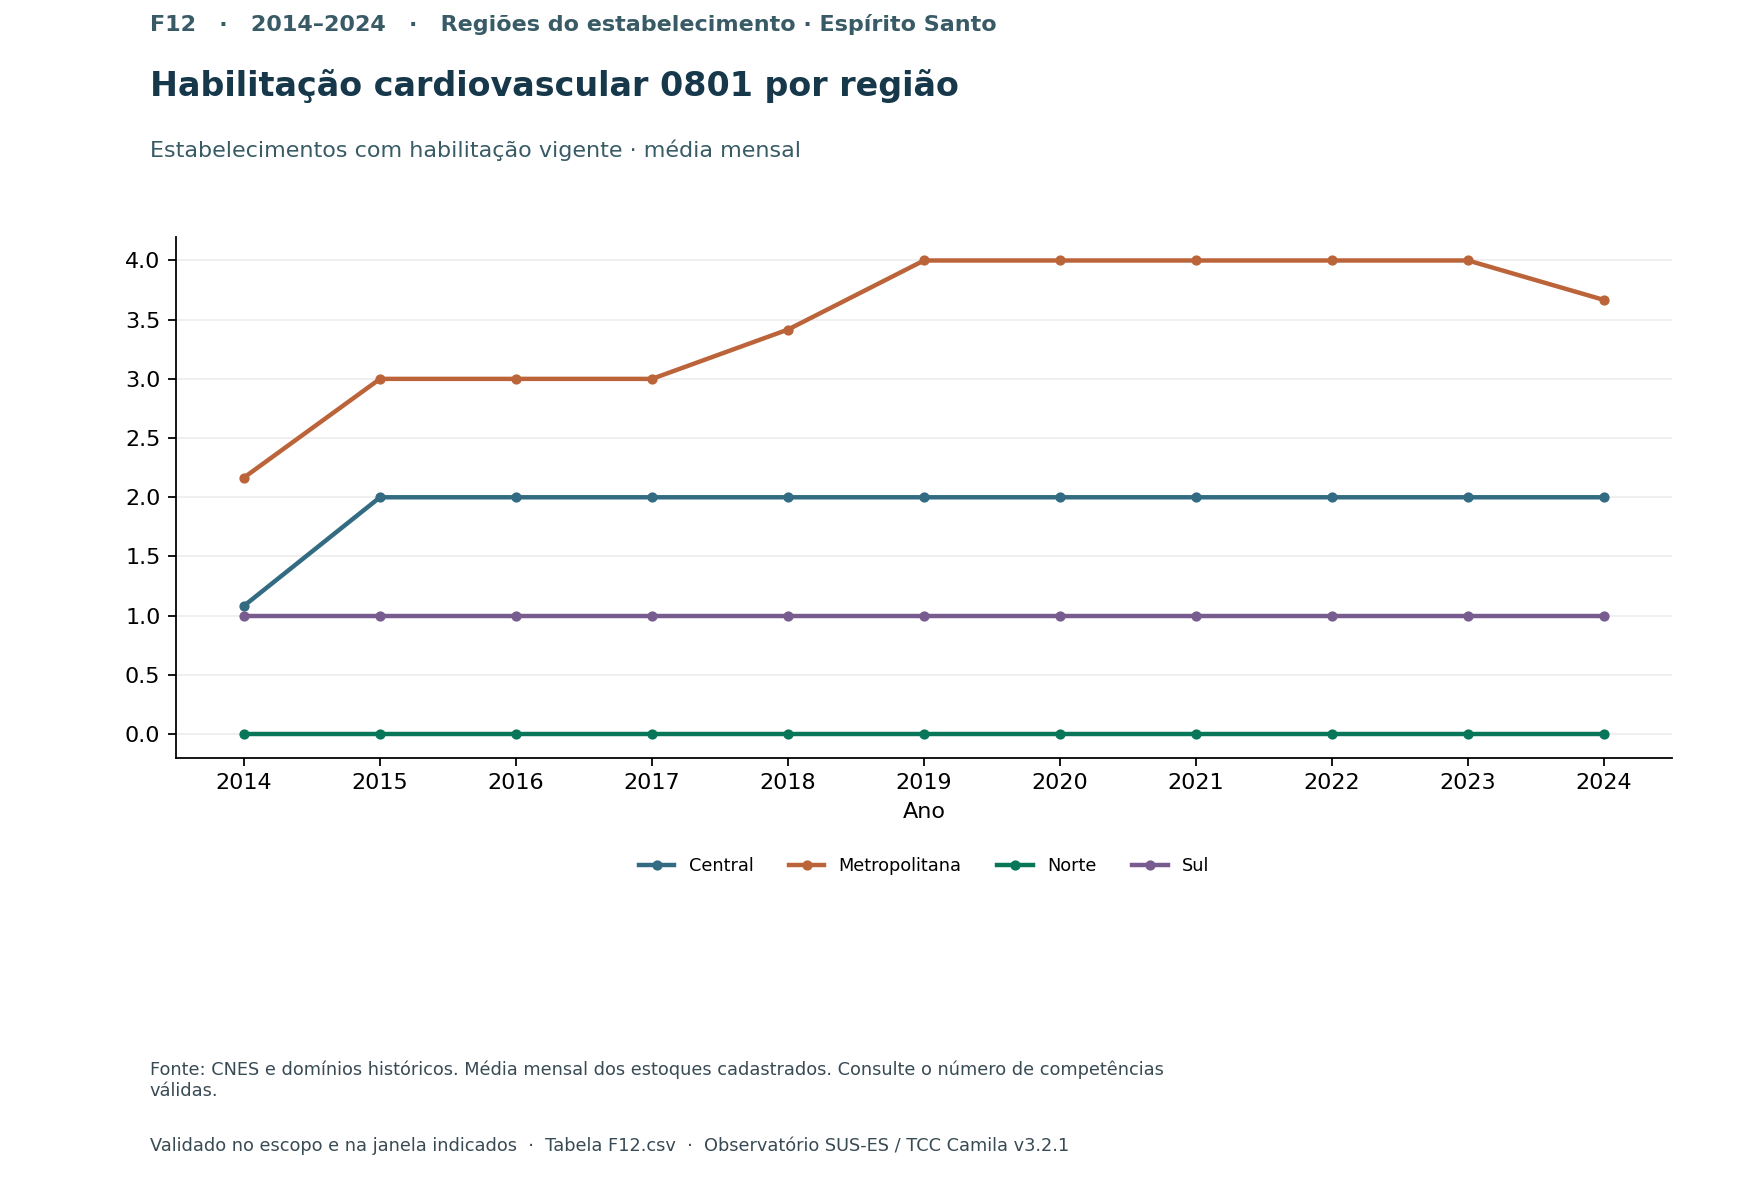 F12 · 2014–2024 · Regiões do estabelecimento · Espírito Santo
Habilitação cardiovascular 0801 por região
Estabelecimentos com habilitação vigente · média mensal
4.0
3.5
3.0
2.5
2.0
1.5
1.0
0.5
0.0
2014 2015 2016 2017 2018 2019 2020 2021 2022 2023 2024
Ano
Central Metropolitana Norte Sul
Fonte: CNES e domínios históricos. Média mensal dos estoques cadastrados. Consulte o número de competências
válidas.
Validado no escopo e na janela indicados · Tabela F12.csv · Observatório SUS-ES / TCC Camila v3.2.1